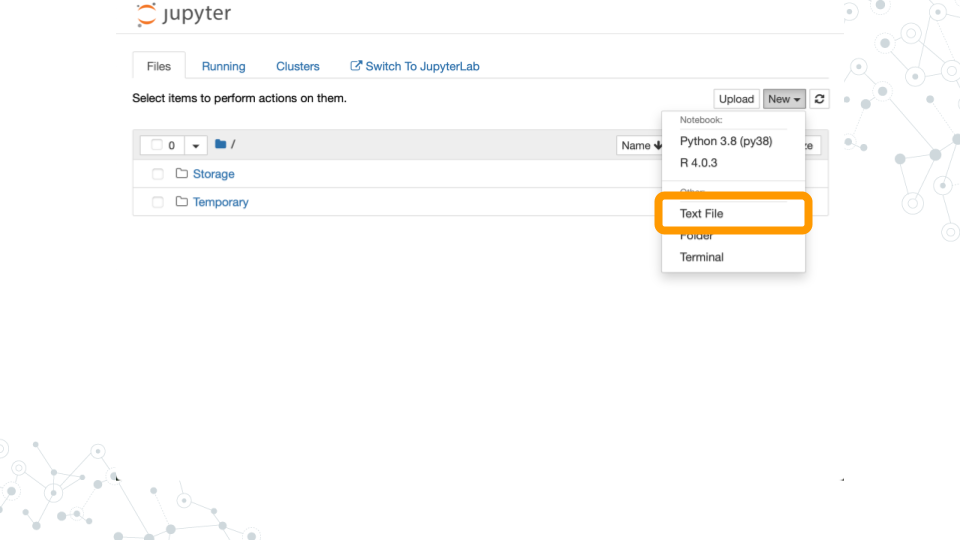 jupyter
Files Running Clusters Switch To JupyterLab
Select items to perform actions on them.
Upload New
Notebook:
0 / Name
Python 3.8 (py38)
R 4.0.3
Storage
Text File
Temporary
Folder
Terminal